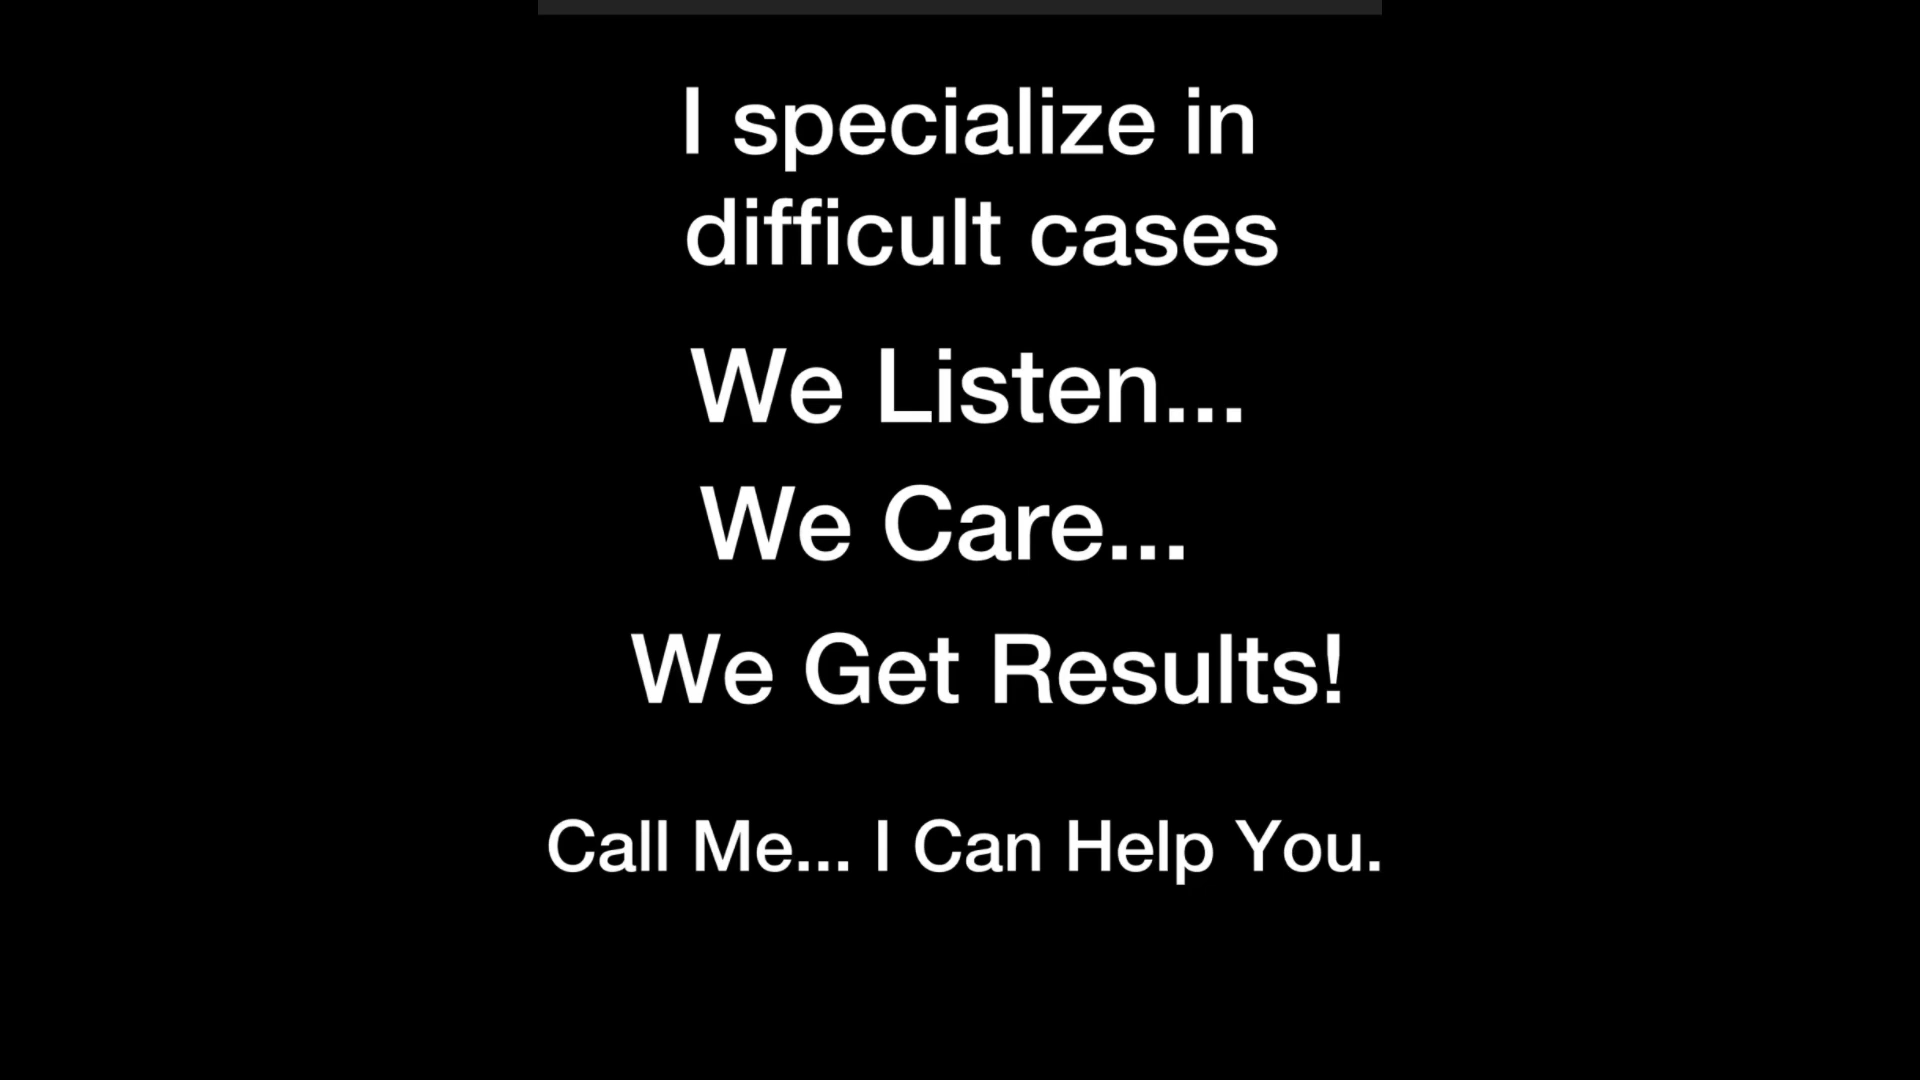 I specialize in
difficult cases
We Listen...
We Care...
We Get Results!
Call Me... I Can Help You.